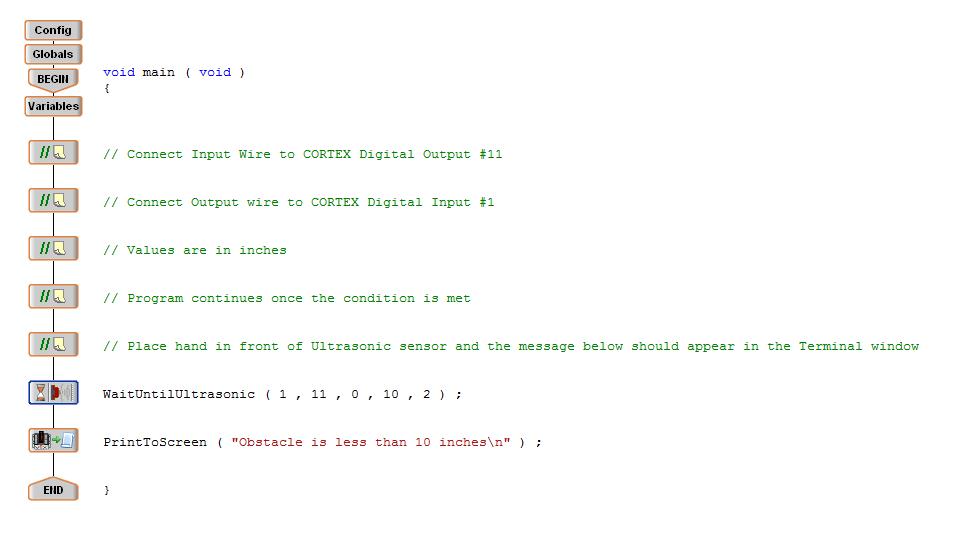 Config
Globals
BEGIN void main ( void )
{
Variables
// // Connect Input Wire to CORTEX Digital Output #11
// // Connect Output wire to CORTEX Digital Input #1
// // Values are in inches
// // Program continues once the condition is met
// // Place hand in front of Ultrasonic sensor and the message below should appear in the Terminal window
WaitUntilUltrasonic ( 1 , 11 , 0 , 10 , 2 ) ;
PrintToScreen ( "Obstacle is less than 10 inches\n" ) ;
END }